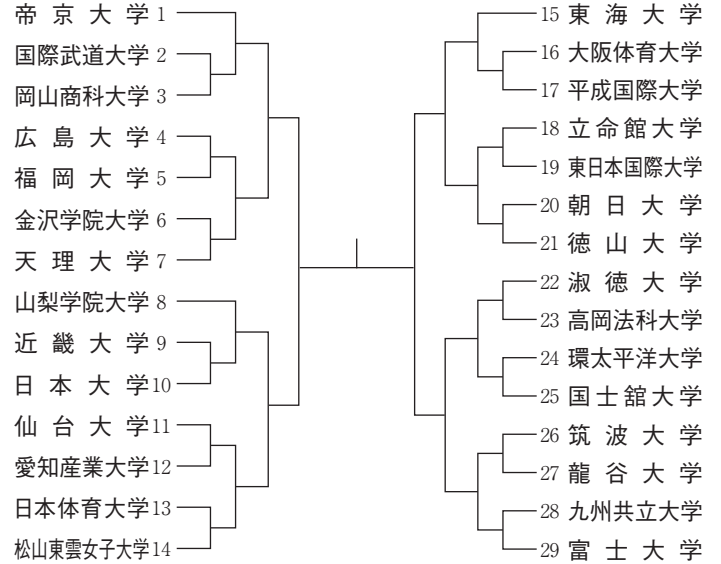 帝京大学 1
国際武道大学 2
岡山商科大学 3
広島大学 4
福岡大学 5
金沢学院大学 6
天理大学 7
山梨学院大学 8
近畿大学 9
日本大学 10
仙台大学 11
愛知産業大学 12
日本体育大学 13
松山東雲女子大学 14
15 東海大学
16 大阪体育大学
17 平成国際大学
18 立命館大学
19 東日本国際大学
20 朝日大学
21 徳山大学
22 淑徳大学
23 高岡法科大学
24 環太平洋大学
25 国士舘大学
26 筑波大学
27 龍谷大学
28 九州共立大学
29 富士大学